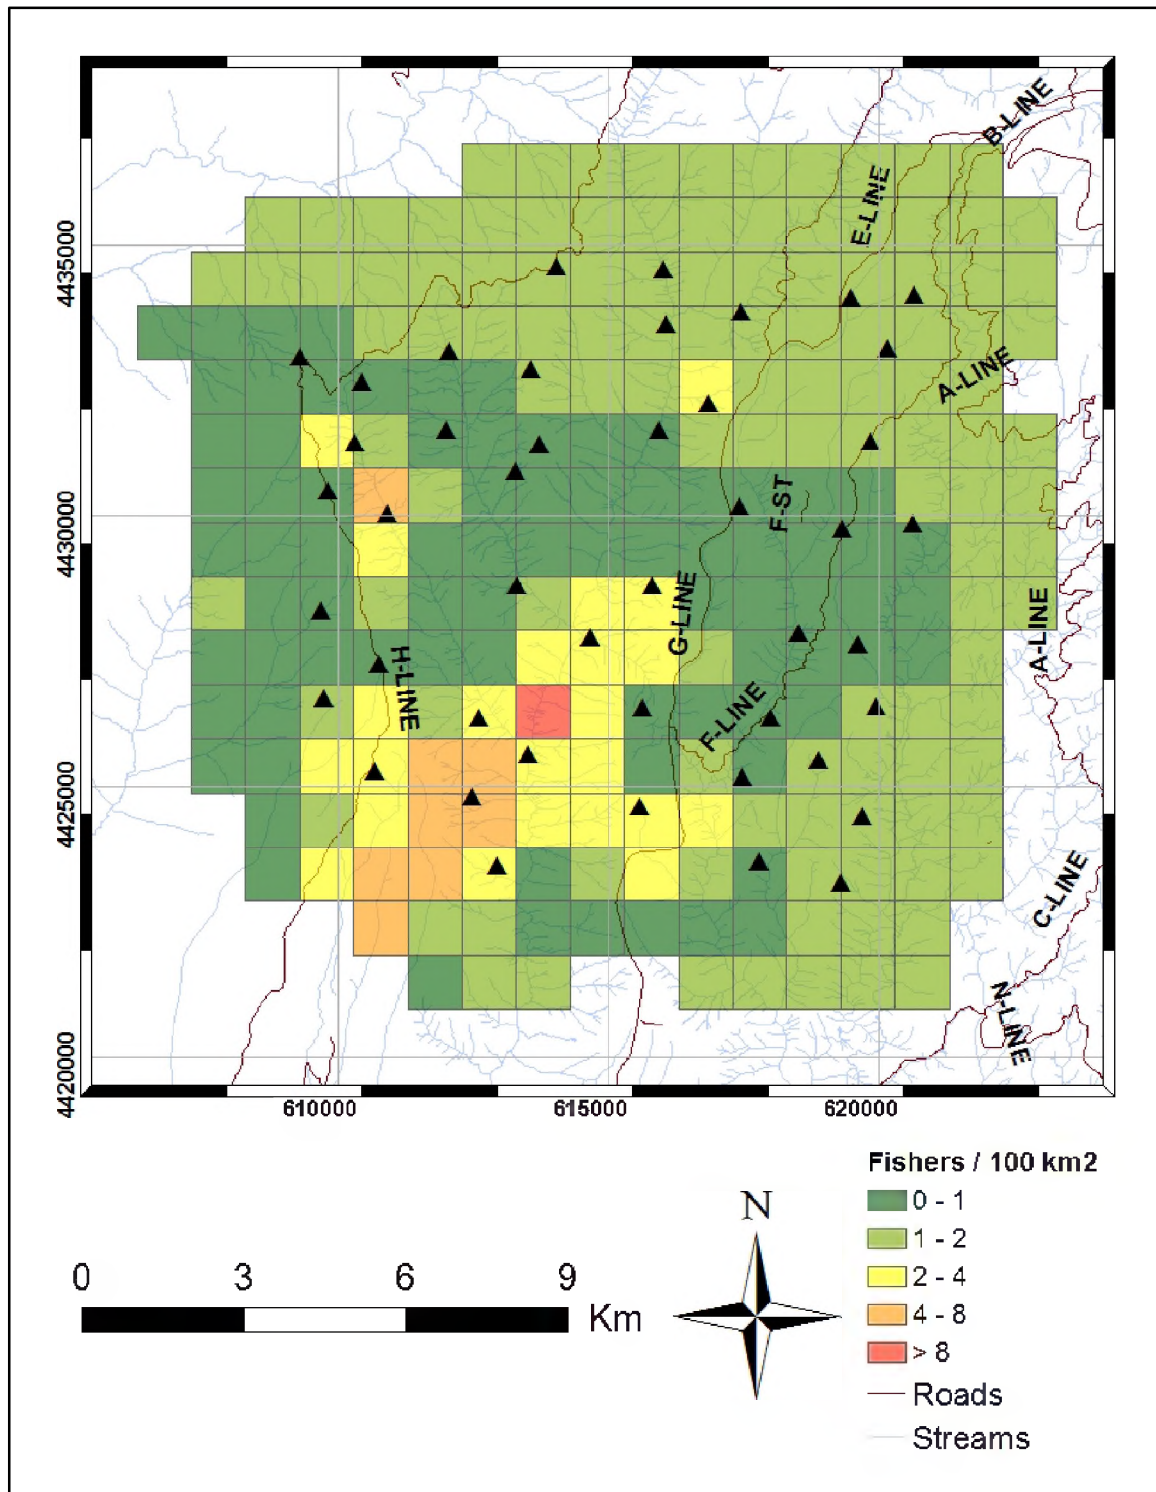 B-LINE
E-LINE
4435000
A-LINE
F-ST
4430000
G-LINE
A-LINE
H-LINE
F-LINE
4425000
C-LINE
N-LINE
4420000
610000
615000
620000
Fishers / 100 km2
0 - 1
1 - 2
2 - 4
4 - 8
> 8
Roads
Streams
N
0 3 6 9
Km